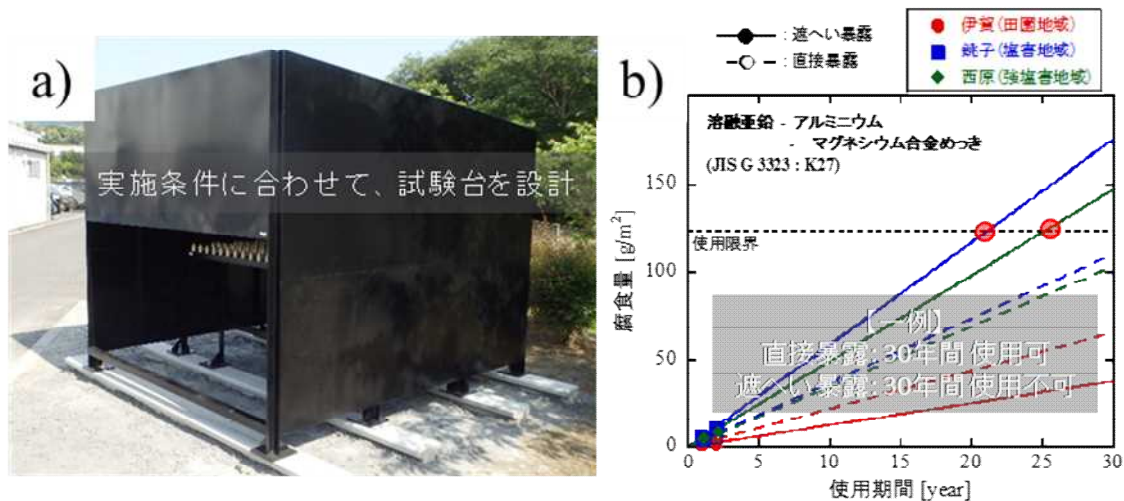 a)
実施条件に合わせて、試験台を設計
: 遮へい暴露
: 直接暴露
伊賀(田園地域)
銚子(塩害地域)
西原(強塩害地域)
b)
溶融亜鉛 - アルミニウム
- マグネシウム合金めっき
(JIS G 3323 : K27)
使用限界
【一例】
直接暴露:30年間 使用可
遮へい暴露:30年間 使用不可
腐食量 [g/m²]
150
100
50
0
0 5 10 15 20 25 30
使用期間 [year]